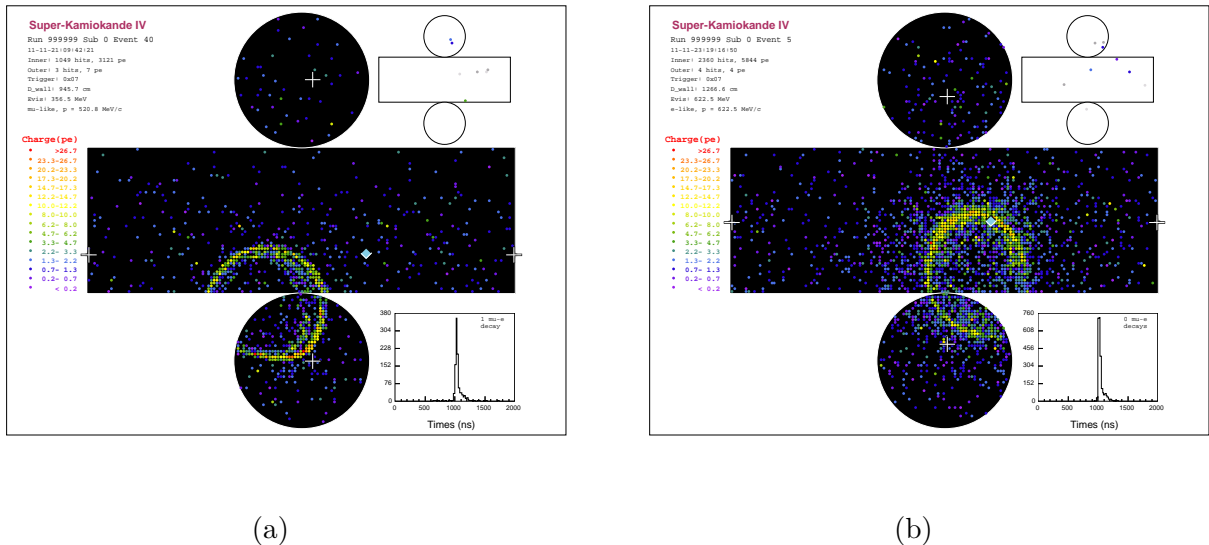 Super-Kamiokande IV
Run 999999 Sub 0 Event 40
11-11-21:09:42:21
Inner: 1049 hits, 3121 pe
Outer: 3 hits, 7 pe
Trigger: 0x07
D_wall: 945.7 cm
Evis: 356.5 MeV
mu-like, p = 520.8 MeV/c
Charge(pe)
>26.7
23.3-26.7
20.2-23.3
17.3-20.2
14.7-17.3
12.2-14.7
10.0-12.2
8.0-10.0
6.2- 8.0
4.7- 6.2
3.3- 4.7
2.2- 3.3
1.3- 2.2
0.7- 1.3
0.2- 0.7
< 0.2
1 mu-e
decay
380
304
228
152
76
0
0 500 1000 1500 2000
Times (ns)
(a)
Super-Kamiokande IV
Run 999999 Sub 0 Event 5
11-11-23:19:16:50
Inner: 2360 hits, 5844 pe
Outer: 4 hits, 4 pe
Trigger: 0x07
D_wall: 1266.6 cm
Evis: 622.5 MeV
e-like, p = 622.5 MeV/c
Charge(pe)
>26.7
23.3-26.7
20.2-23.3
17.3-20.2
14.7-17.3
12.2-14.7
10.0-12.2
8.0-10.0
6.2- 8.0
4.7- 6.2
3.3- 4.7
2.2- 3.3
1.3- 2.2
0.7- 1.3
0.2- 0.7
< 0.2
0 mu-e
decays
760
608
456
304
152
0
0 500 1000 1500 2000
Times (ns)
(b)